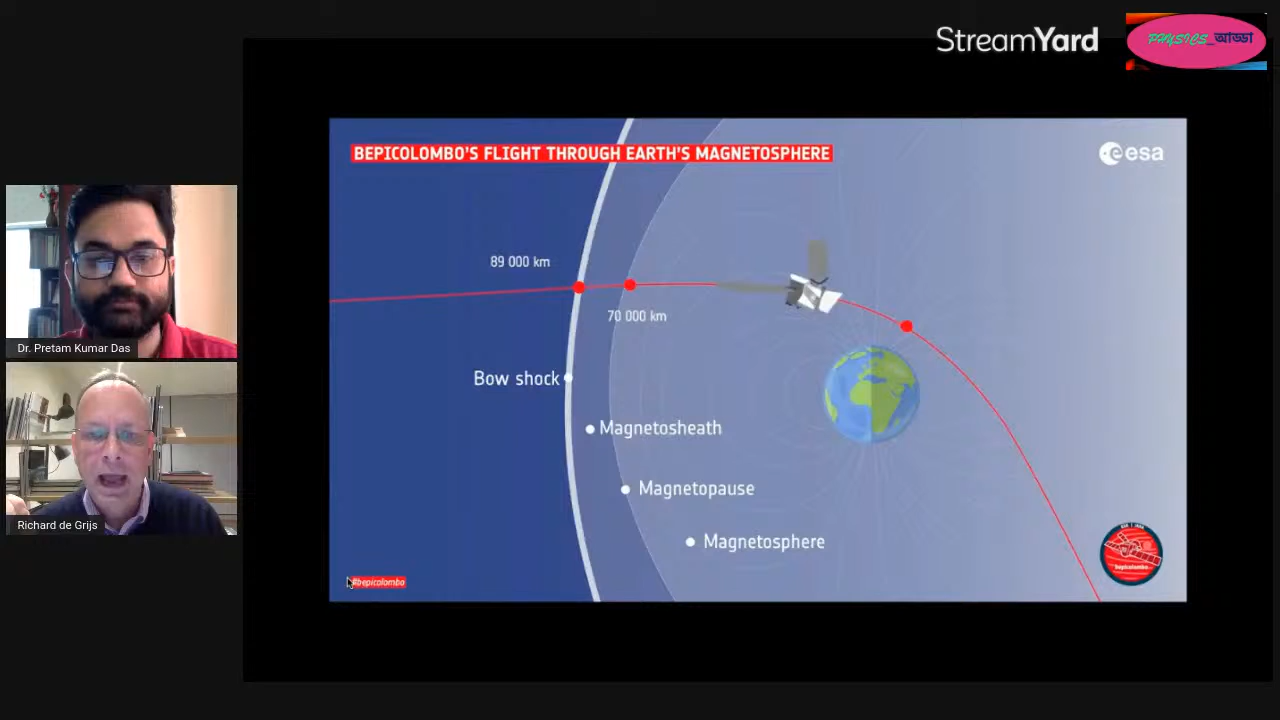 StreamYard
PHYSICS_আড্ডা
BEPICOLOMBO'S FLIGHT THROUGH EARTH'S MAGNETOSPHERE
esa
89 000 km
70 000 km
Bow shock
Magnetosheath
Magnetopause
Magnetosphere
#bepicolombo
bepicolombo
Dr. Pretam Kumar Das
Richard de Grijs